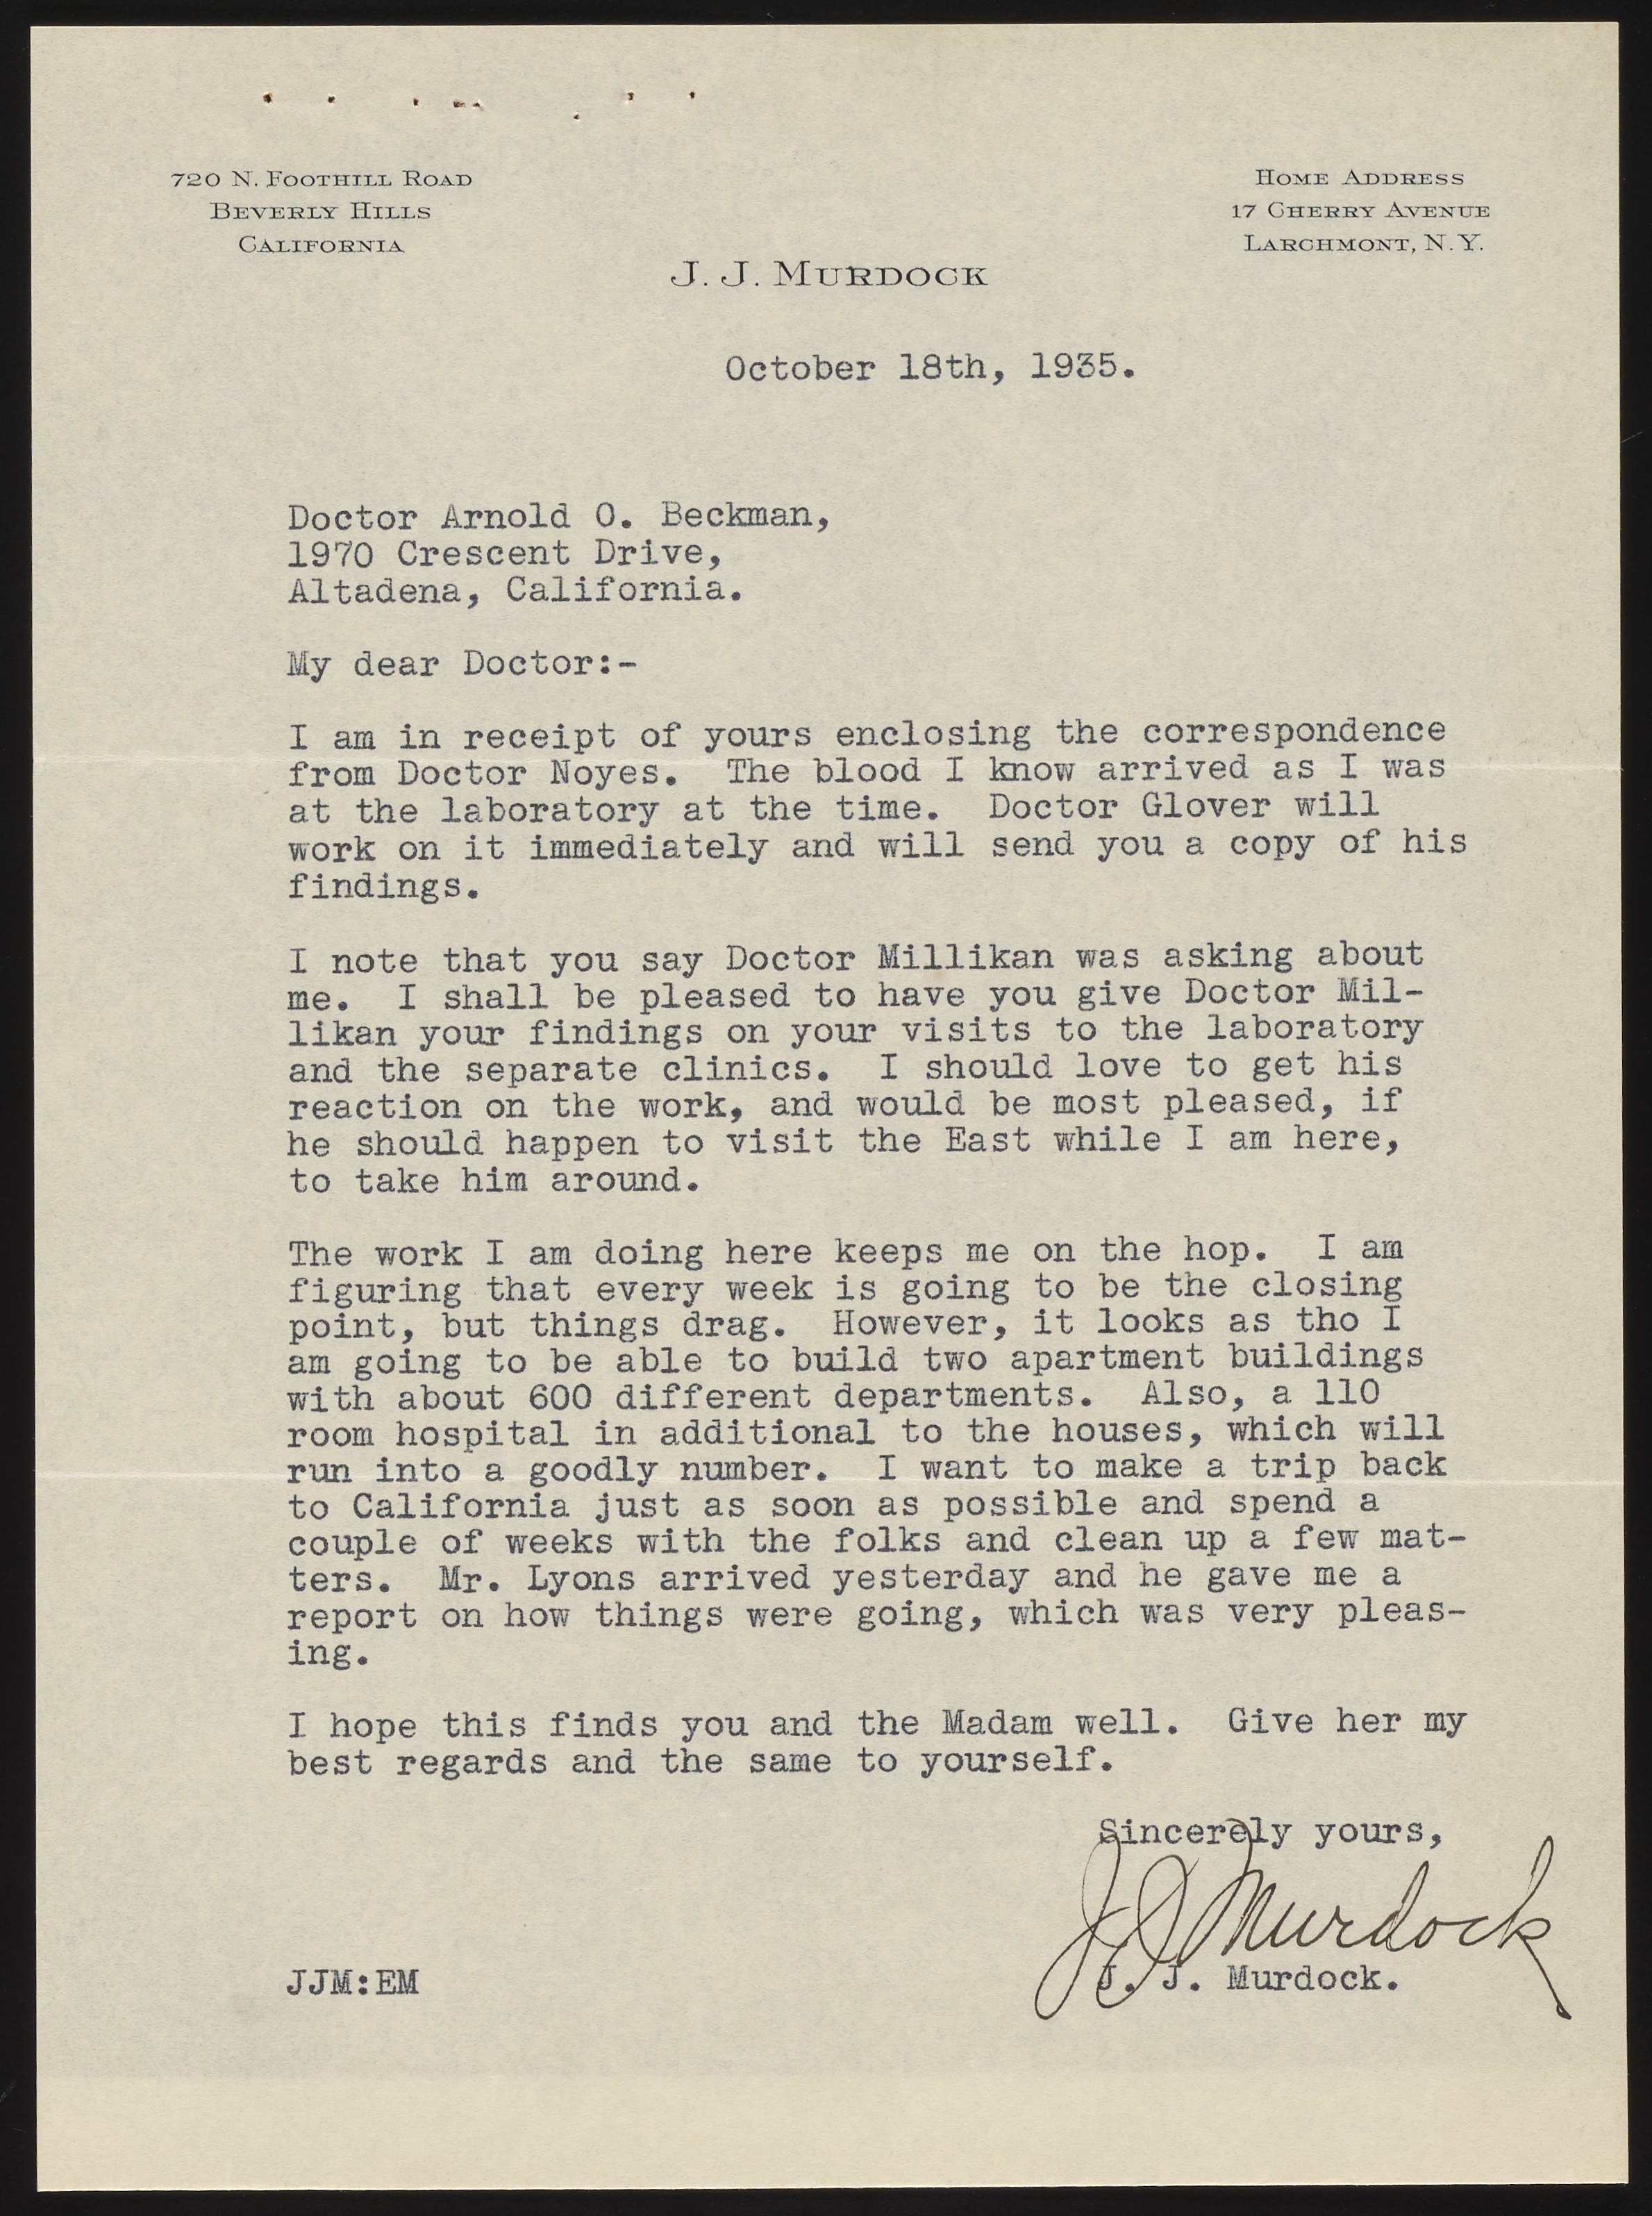 720 N. Foothill Road
Beverly Hills
California
Home Address
17 Cherry Avenue
Larchmont, N.Y.
J. J. Murdock
October 18th, 1935.
Doctor Arnold O. Beckman,
1970 Crescent Drive,
Altadena, California.
My dear Doctor:-
I am in receipt of yours enclosing the correspondence
from Doctor Noyes.  The blood I know arrived as I was
at the laboratory at the time.  Doctor Glover will
work on it immediately and will send you a copy of his
findings.
I note that you say Doctor Millikan was asking about
me.  I shall be pleased to have you give Doctor Mil-
likan your findings on your visits to the laboratory
and the separate clinics.  I should love to get his
reaction on the work, and would be most pleased, if
he should happen to visit the East while I am here,
to take him around.
The work I am doing here keeps me on the hop.  I am
figuring that every week is going to be the closing
point, but things drag.  However, it looks as tho I
am going to be able to build two apartment buildings
with about 600 different departments.  Also, a 110
room hospital in additional to the houses, which will
run into a goodly number.  I want to make a trip back
to California just as soon as possible and spend a
couple of weeks with the folks and clean up a few mat-
ters.  Mr. Lyons arrived yesterday and he gave me a
report on how things were going, which was very pleas-
ing.
I hope this finds you and the Madam well.  Give her my
best regards and the same to yourself.
Sincerely yours,
JJMurdock
J. J. Murdock.
JJM:EM